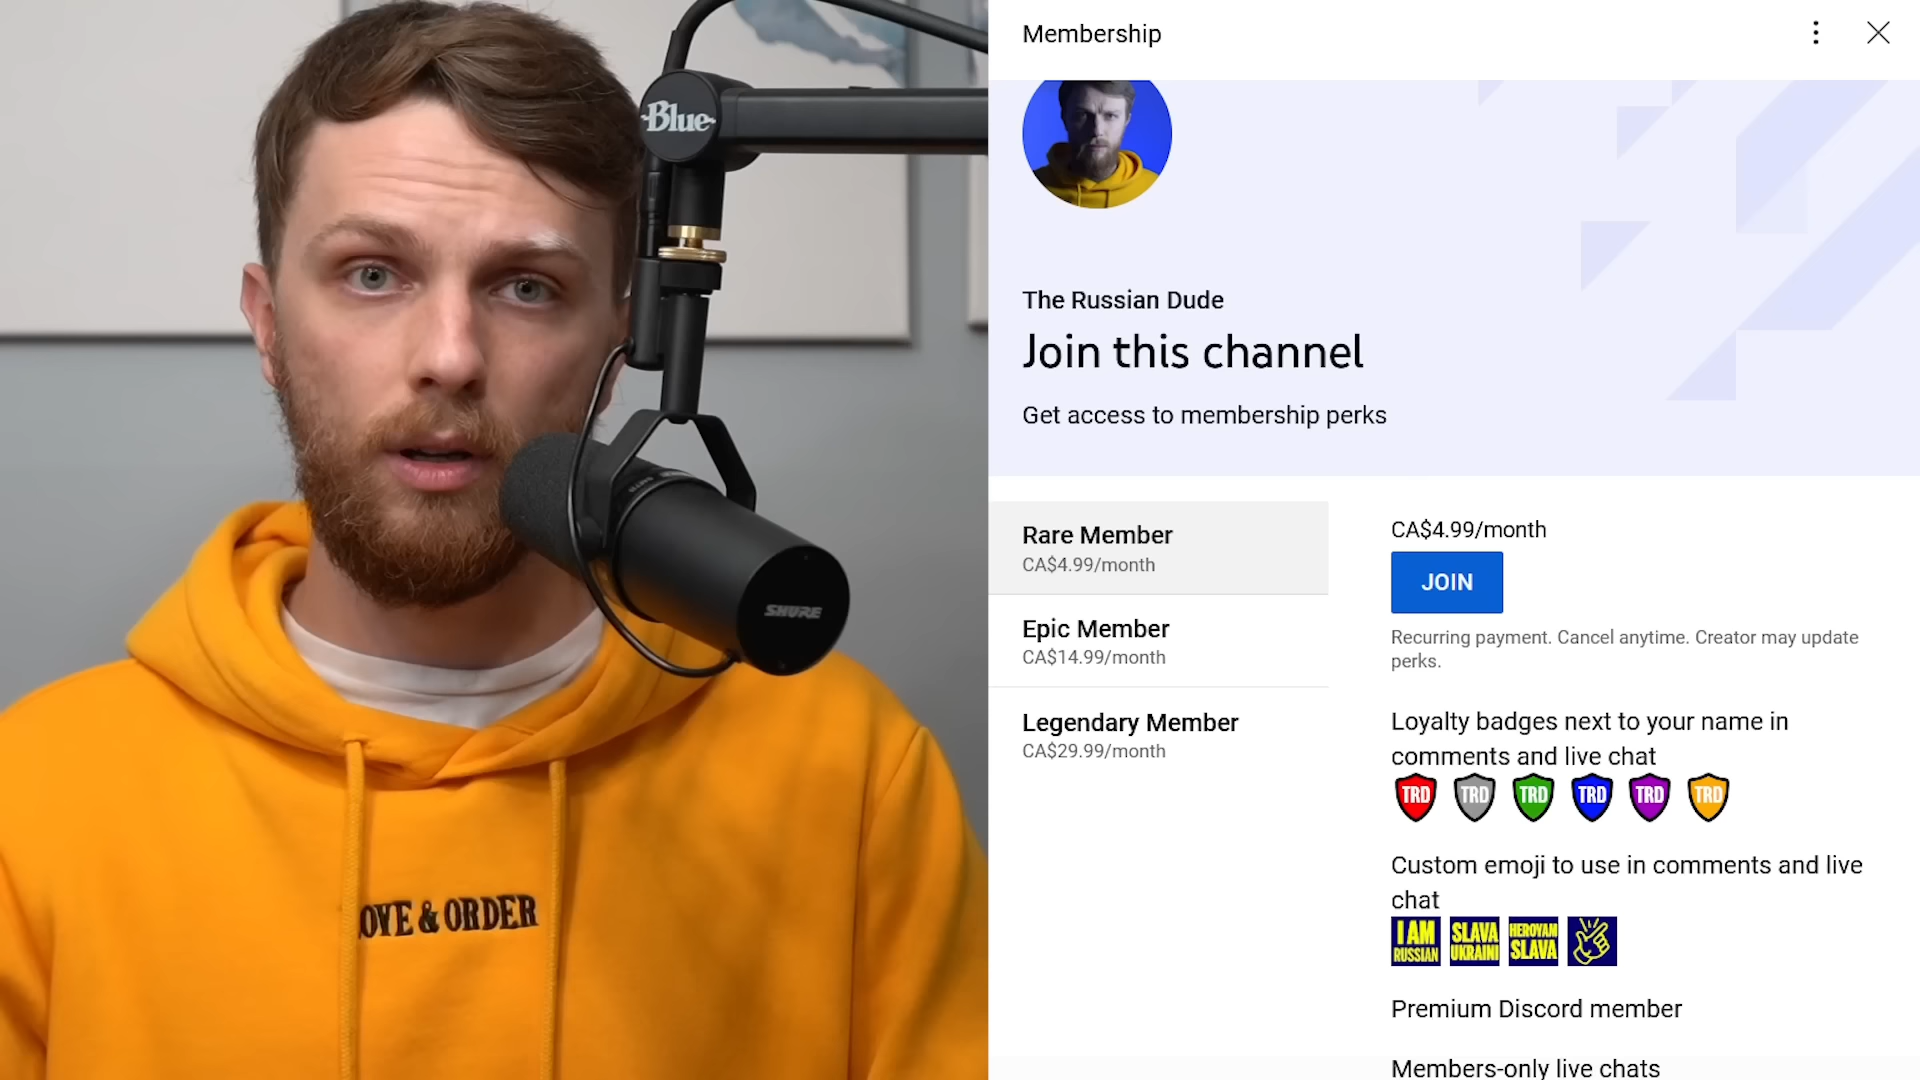 Blue
SHURE
OVE & ORDER
Membership
The Russian Dude
Join this channel
Get access to membership perks
Rare Member
CA$4.99/month
Epic Member
CA$14.99/month
Legendary Member
CA$29.99/month
CA$4.99/month
JOIN
Recurring payment. Cancel anytime. Creator may update
perks.
Loyalty badges next to your name in
comments and live chat
TRD TRD TRD TRD TRD TRD
Custom emoji to use in comments and live
chat
I AM
RUSSIAN
SLAVA
UKRAINI
HEROYAM
SLAVA
Premium Discord member
Members-only live chats